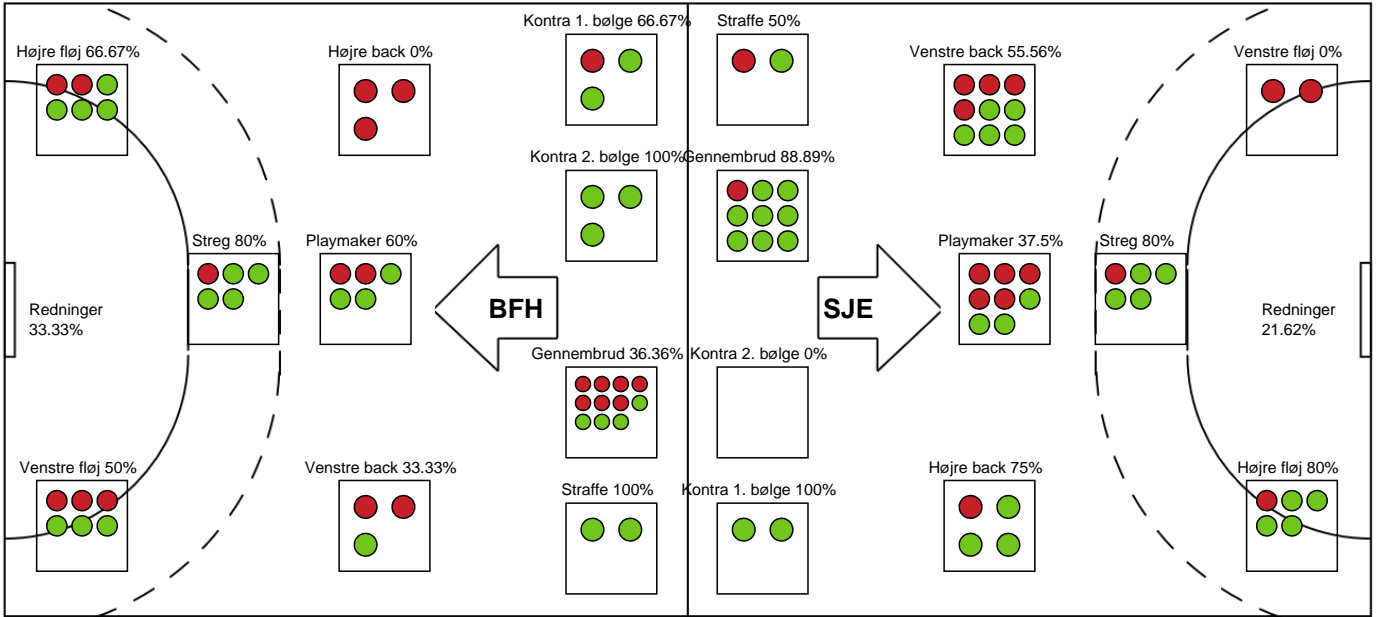 Kontra 1. bølge 66.67%
Straffe 50%
Højre fløj 66.67%
Højre back 0%
Venstre back 55.56%
Venstre fløj 0%
Kontra 2. bølge 100%
Gennembrud 88.89%
Streg 80%
Playmaker 60%
Playmaker 37.5%
Streg 80%
Redninger
33.33%
BFH
SJE
Redninger
21.62%
Gennembrud 36.36%
Kontra 2. bølge 0%
Venstre fløj 50%
Venstre back 33.33%
Højre back 75%
Højre fløj 80%
Straffe 100%
Kontra 1. bølge 100%